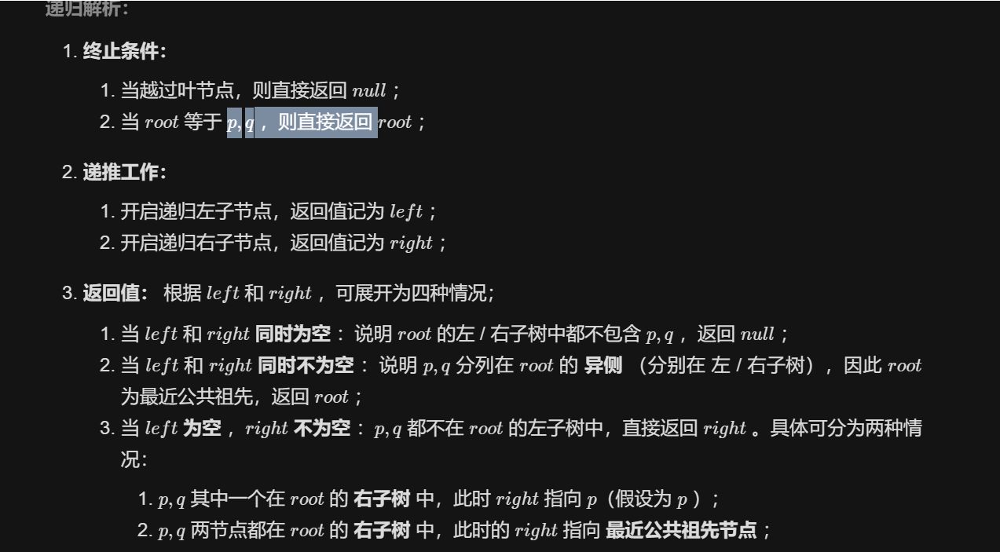 递归解析：
1. 终止条件：
1. 当越过叶节点，则直接返回 null ；
2. 当 root 等于 p, q ，则直接返回 root ；
2. 递推工作：
1. 开启递归左子节点，返回值记为 left ；
2. 开启递归右子节点，返回值记为 right ；
3. 返回值： 根据 left 和 right ，可展开为四种情况；
1. 当 left 和 right 同时为空 ：说明 root 的左 / 右子树中都不包含 p, q ，返回 null ；
2. 当 left 和 right 同时不为空 ：说明 p, q 分列在 root 的 异侧 （分别在 左 / 右子树），因此 root
为最近公共祖先，返回 root ；
3. 当 left 为空 ，right 不为空 ：p, q 都不在 root 的左子树中，直接返回 right 。具体可分为两种情
况：
1. p, q 其中一个在 root 的 右子树 中，此时 right 指向 p（假设为 p ）；
2. p, q 两节点都在 root 的 右子树 中，此时的 right 指向 最近公共祖先节点 ；